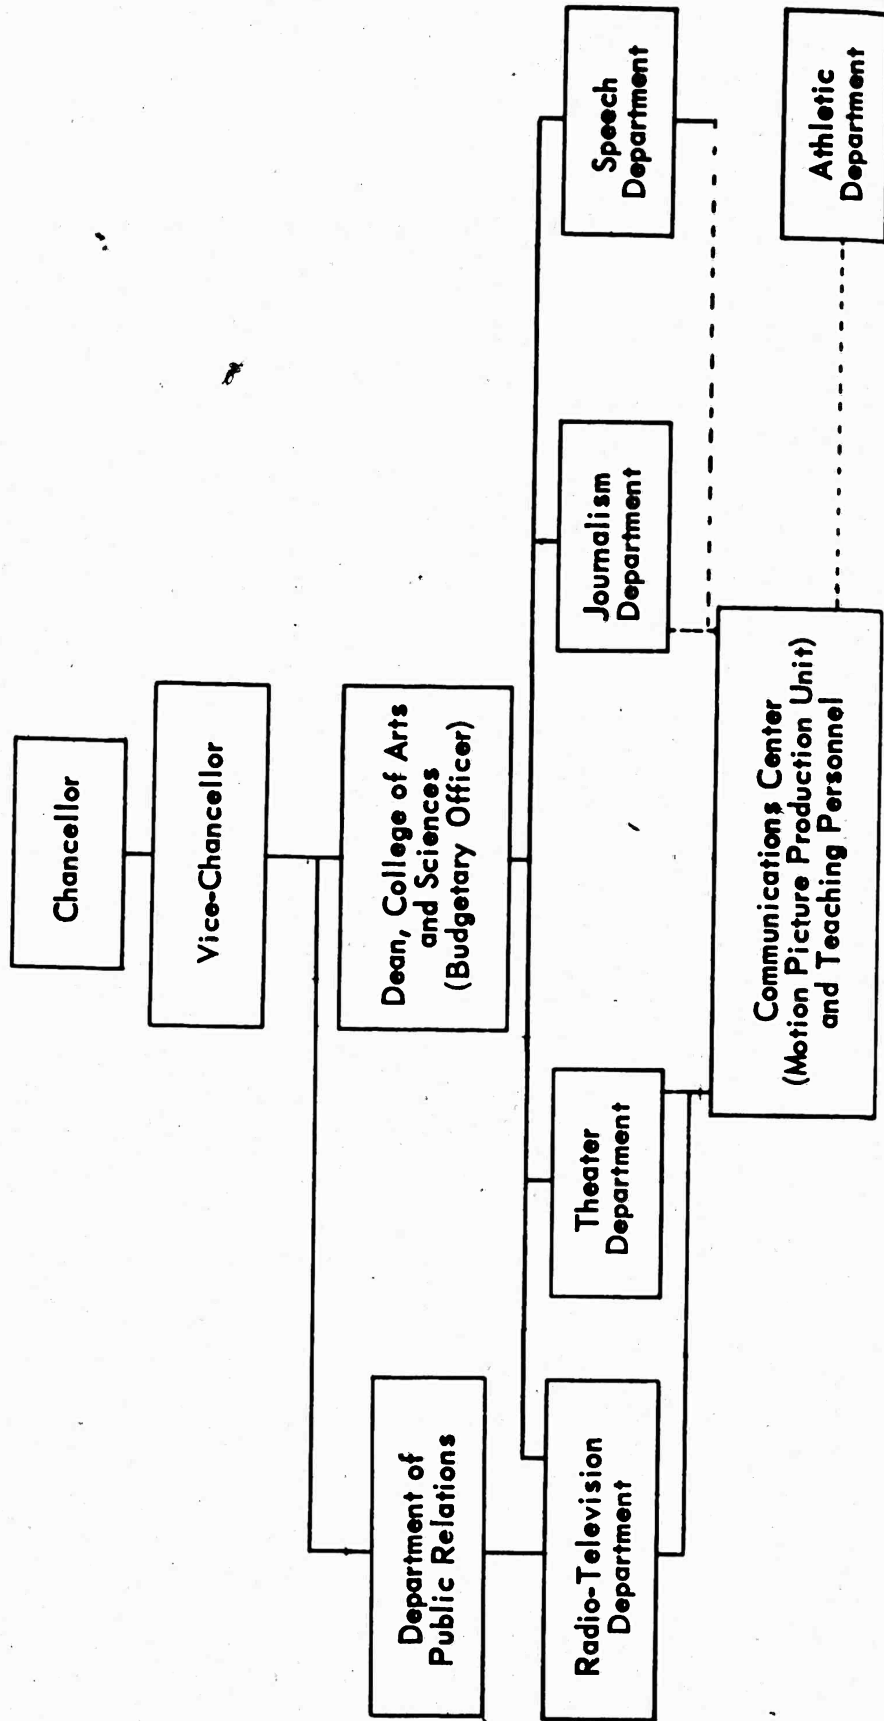 Chancellor
Vice-Chancellor
Dean, College of Arts
and Sciences
(Budgetary Officer)
Department of
Public Relations
Radio-Television
Department
Theater
Department
Journalism
Department
Speech
Department
Communications Center
(Motion Picture Production Unit)
and Teaching Personnel
Athletic
Department